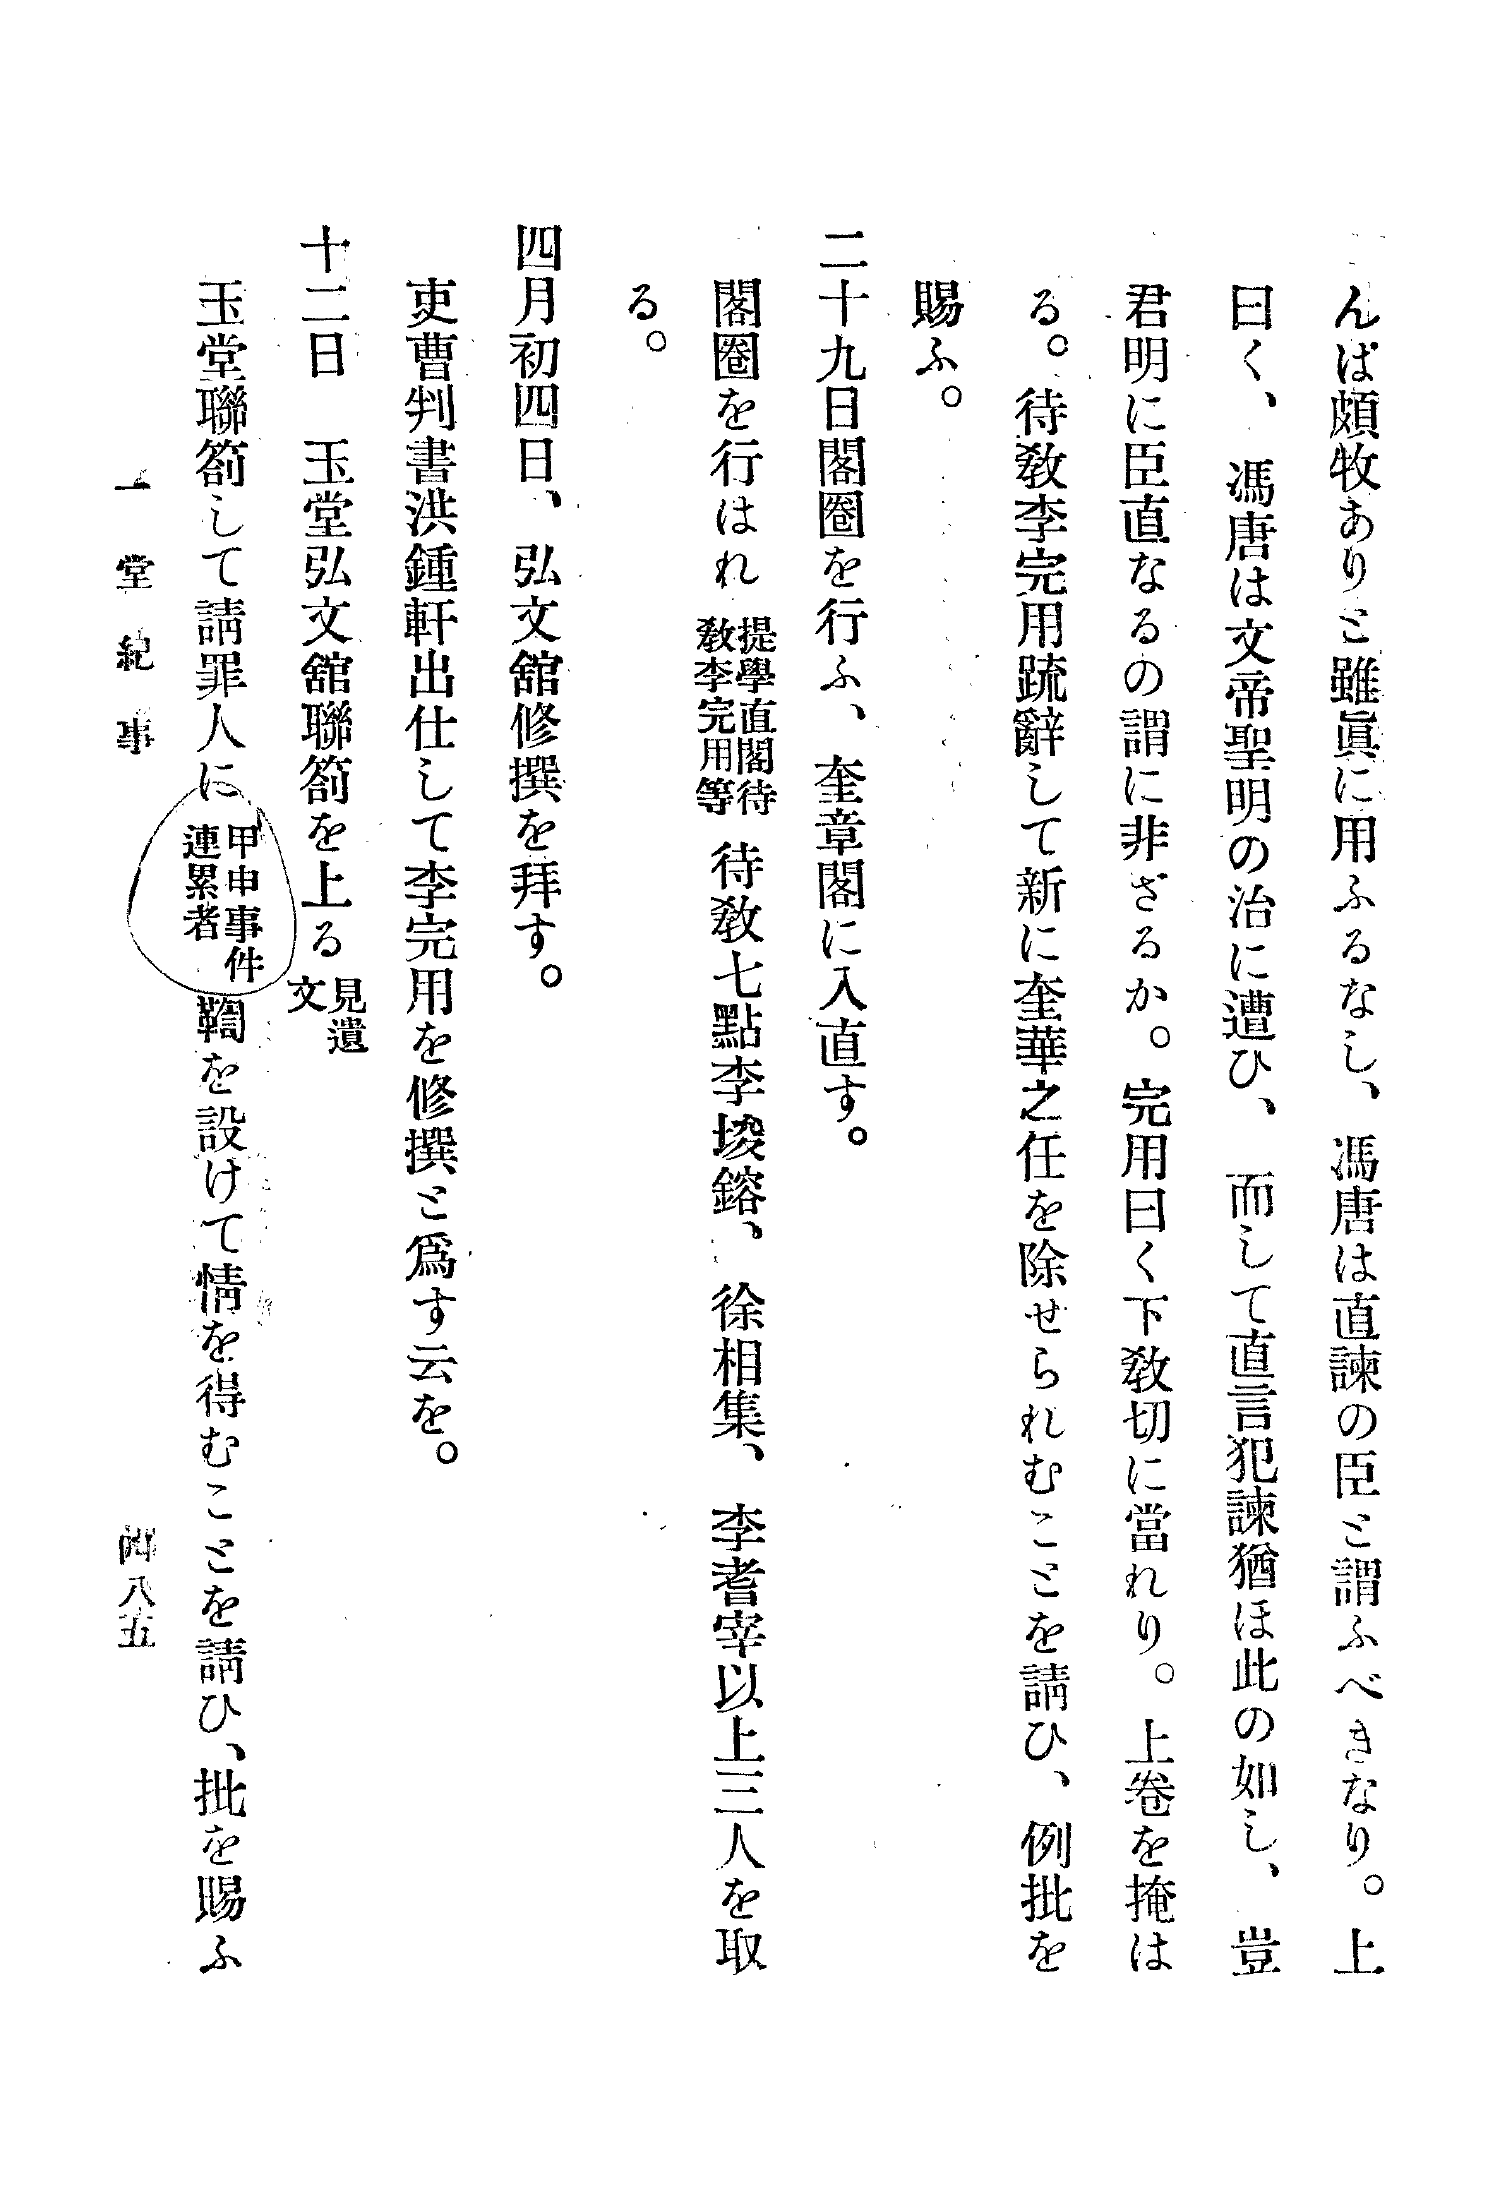 んば頗牧ありと雖眞に用ふるなし、馮唐は直諫の臣と謂ふべきなり。上
曰く、馮唐は文帝聖明の治に遭ひ、而して直言犯諫猶ほ此の如し、豈
君明に臣直なるの謂に非ざるか。完用曰く下敎切に當れり。上卷を掩は
る。待敎李完用䟽辭して新に奎華之任を除せられむことを請ひ、例批を
賜ふ。
二十九日閣圈を行ふ、奎章閣に入直す。
閣圈を行はれ
提學直閣待
敎李完用等
待敎七點李埈鎔、徐相集、李耆宰以上三人を取
る。
四月初四日、弘文舘修撰を拜す。
吏曹判書洪鍾軒出仕して李完用を修撰と爲す云を。
十二日　玉堂弘文舘聯箚を上る
見遺
文
玉堂聯箚して請罪人に
甲申事件
連累者
鞫を設けて情を得むことを請ひ、批を賜ふ
一堂紀事
四八五